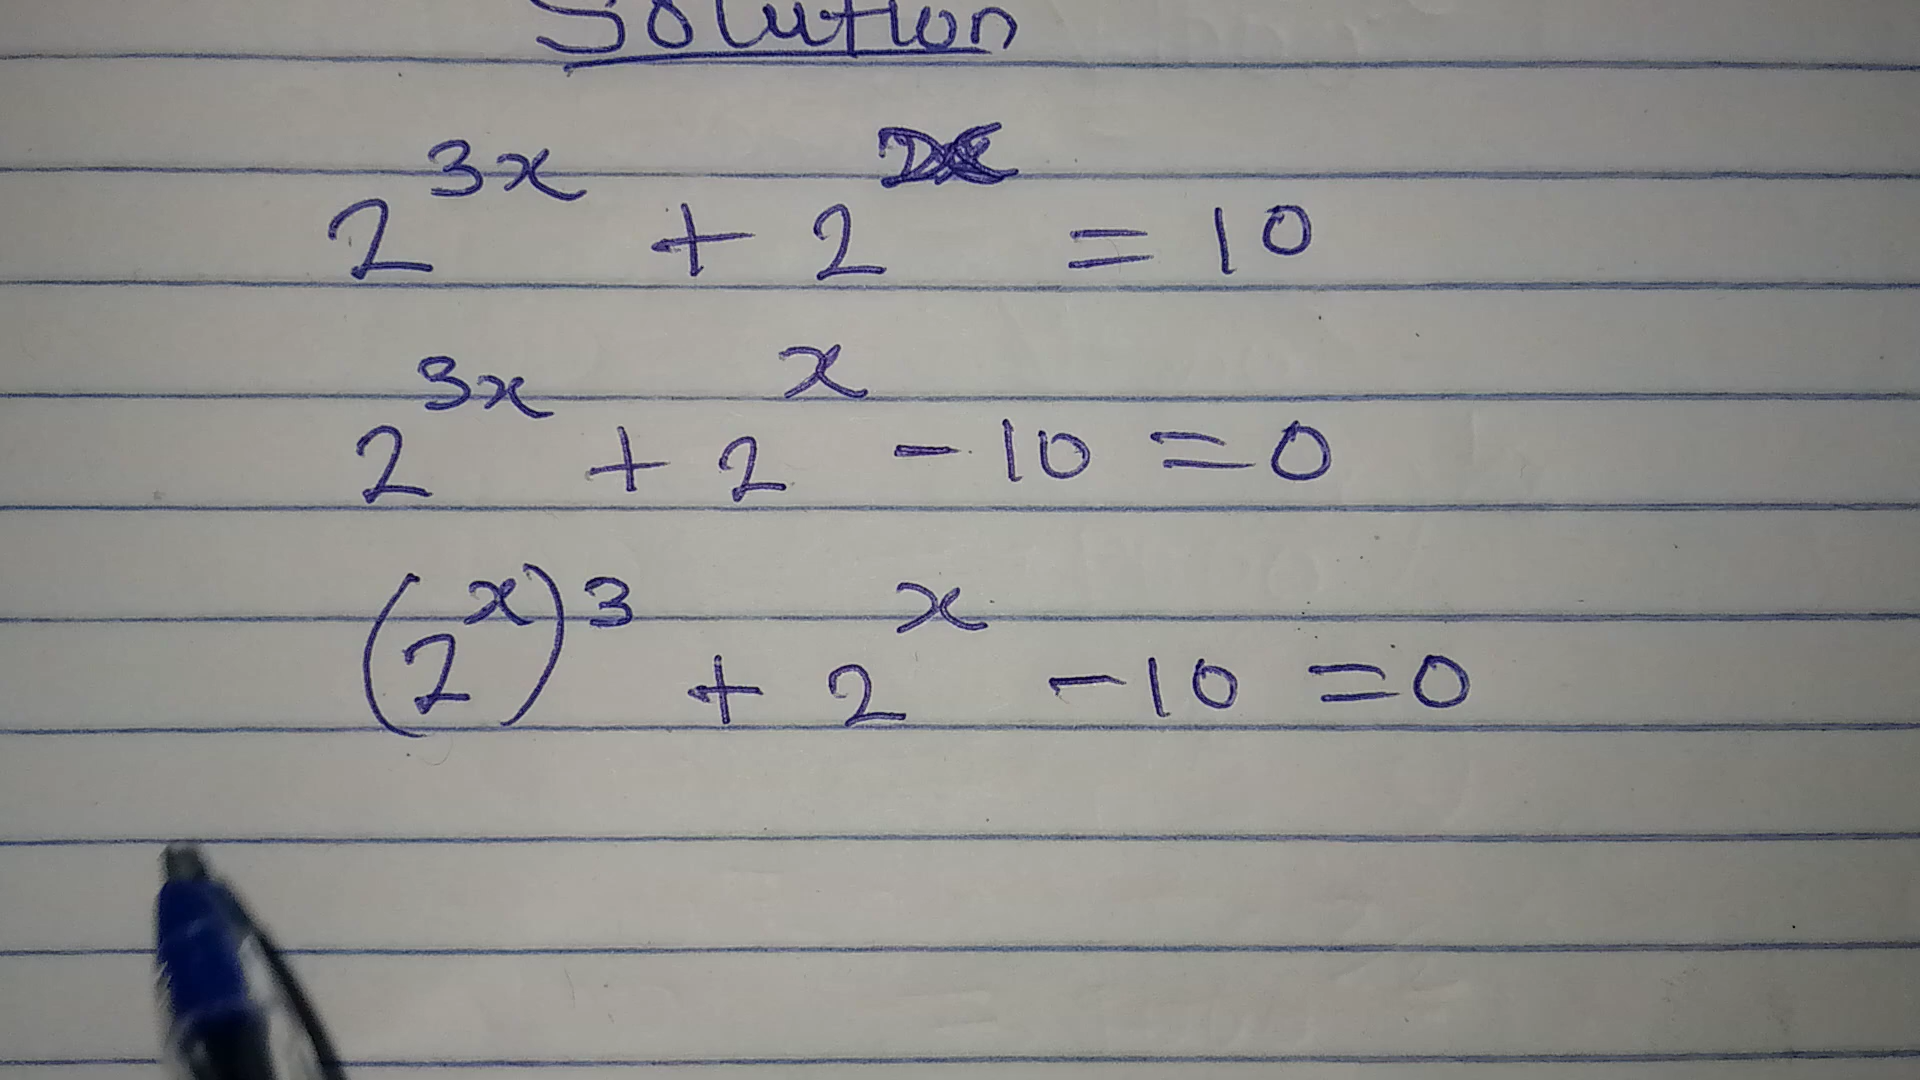 Solution
2^{3x} + 2^{x} = 10
2^{3x} + 2^{x} - 10 = 0
(2^{x})^{3} + 2^{x} - 10 = 0